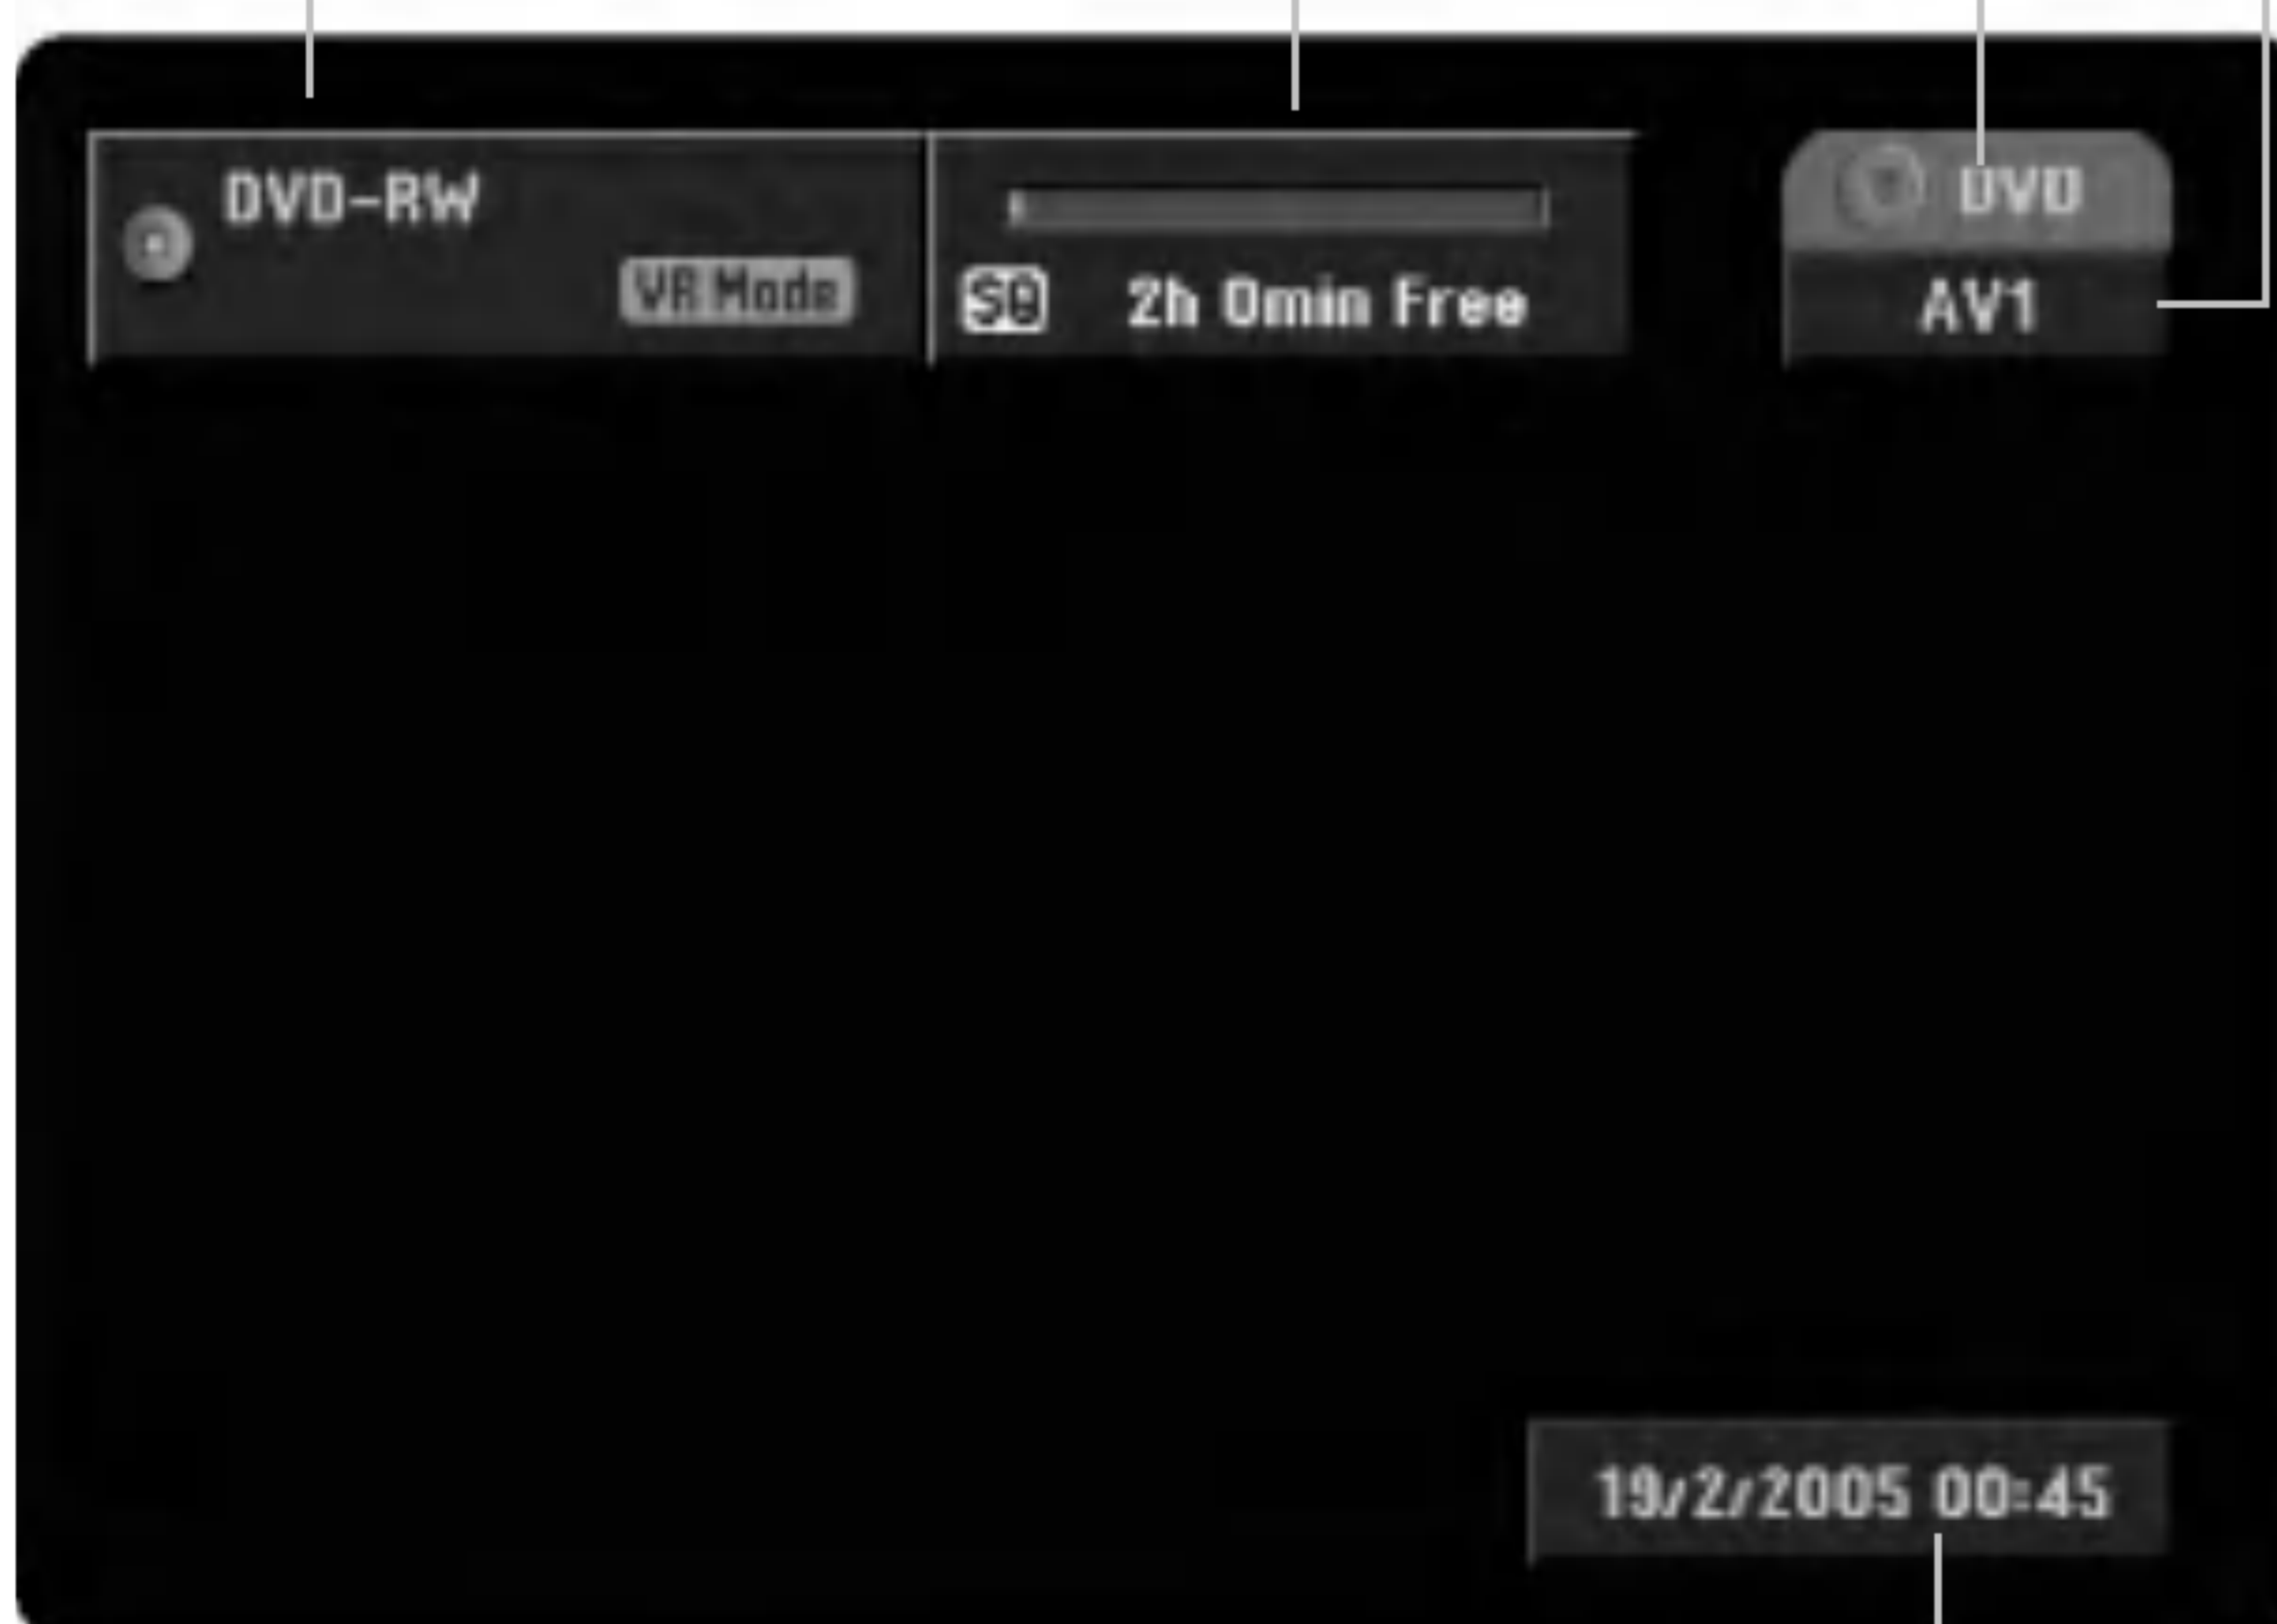 DVD-RW
VR Mode
SQ 2h 0min Free
DVD
AV1
19/2/2005 00:45